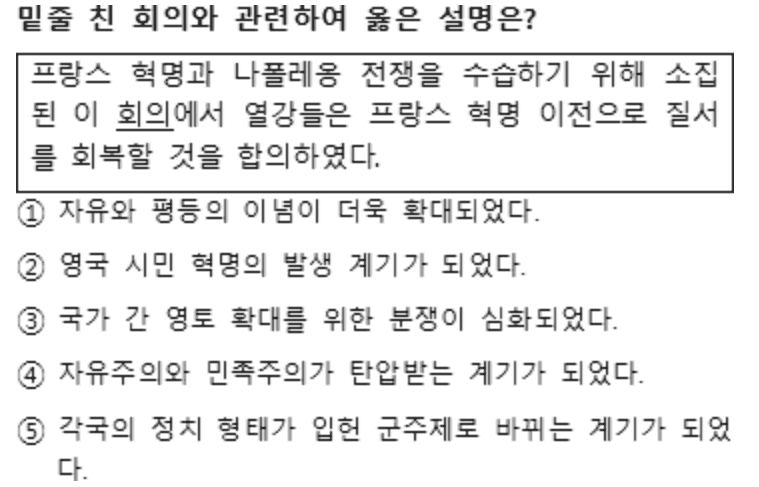 밑줄 친 회의와 관련하여 옳은 설명은?
프랑스 혁명과 나폴레옹 전쟁을 수습하기 위해 소집
된 이 회의에서 열강들은 프랑스 혁명 이전으로 질서
를 회복할 것을 합의하였다.
① 자유와 평등의 이념이 더욱 확대되었다.
② 영국 시민 혁명의 발생 계기가 되었다.
③ 국가 간 영토 확대를 위한 분쟁이 심화되었다.
④ 자유주의와 민족주의가 탄압받는 계기가 되었다.
⑤ 각국의 정치 형태가 입헌 군주제로 바뀌는 계기가 되었
다.